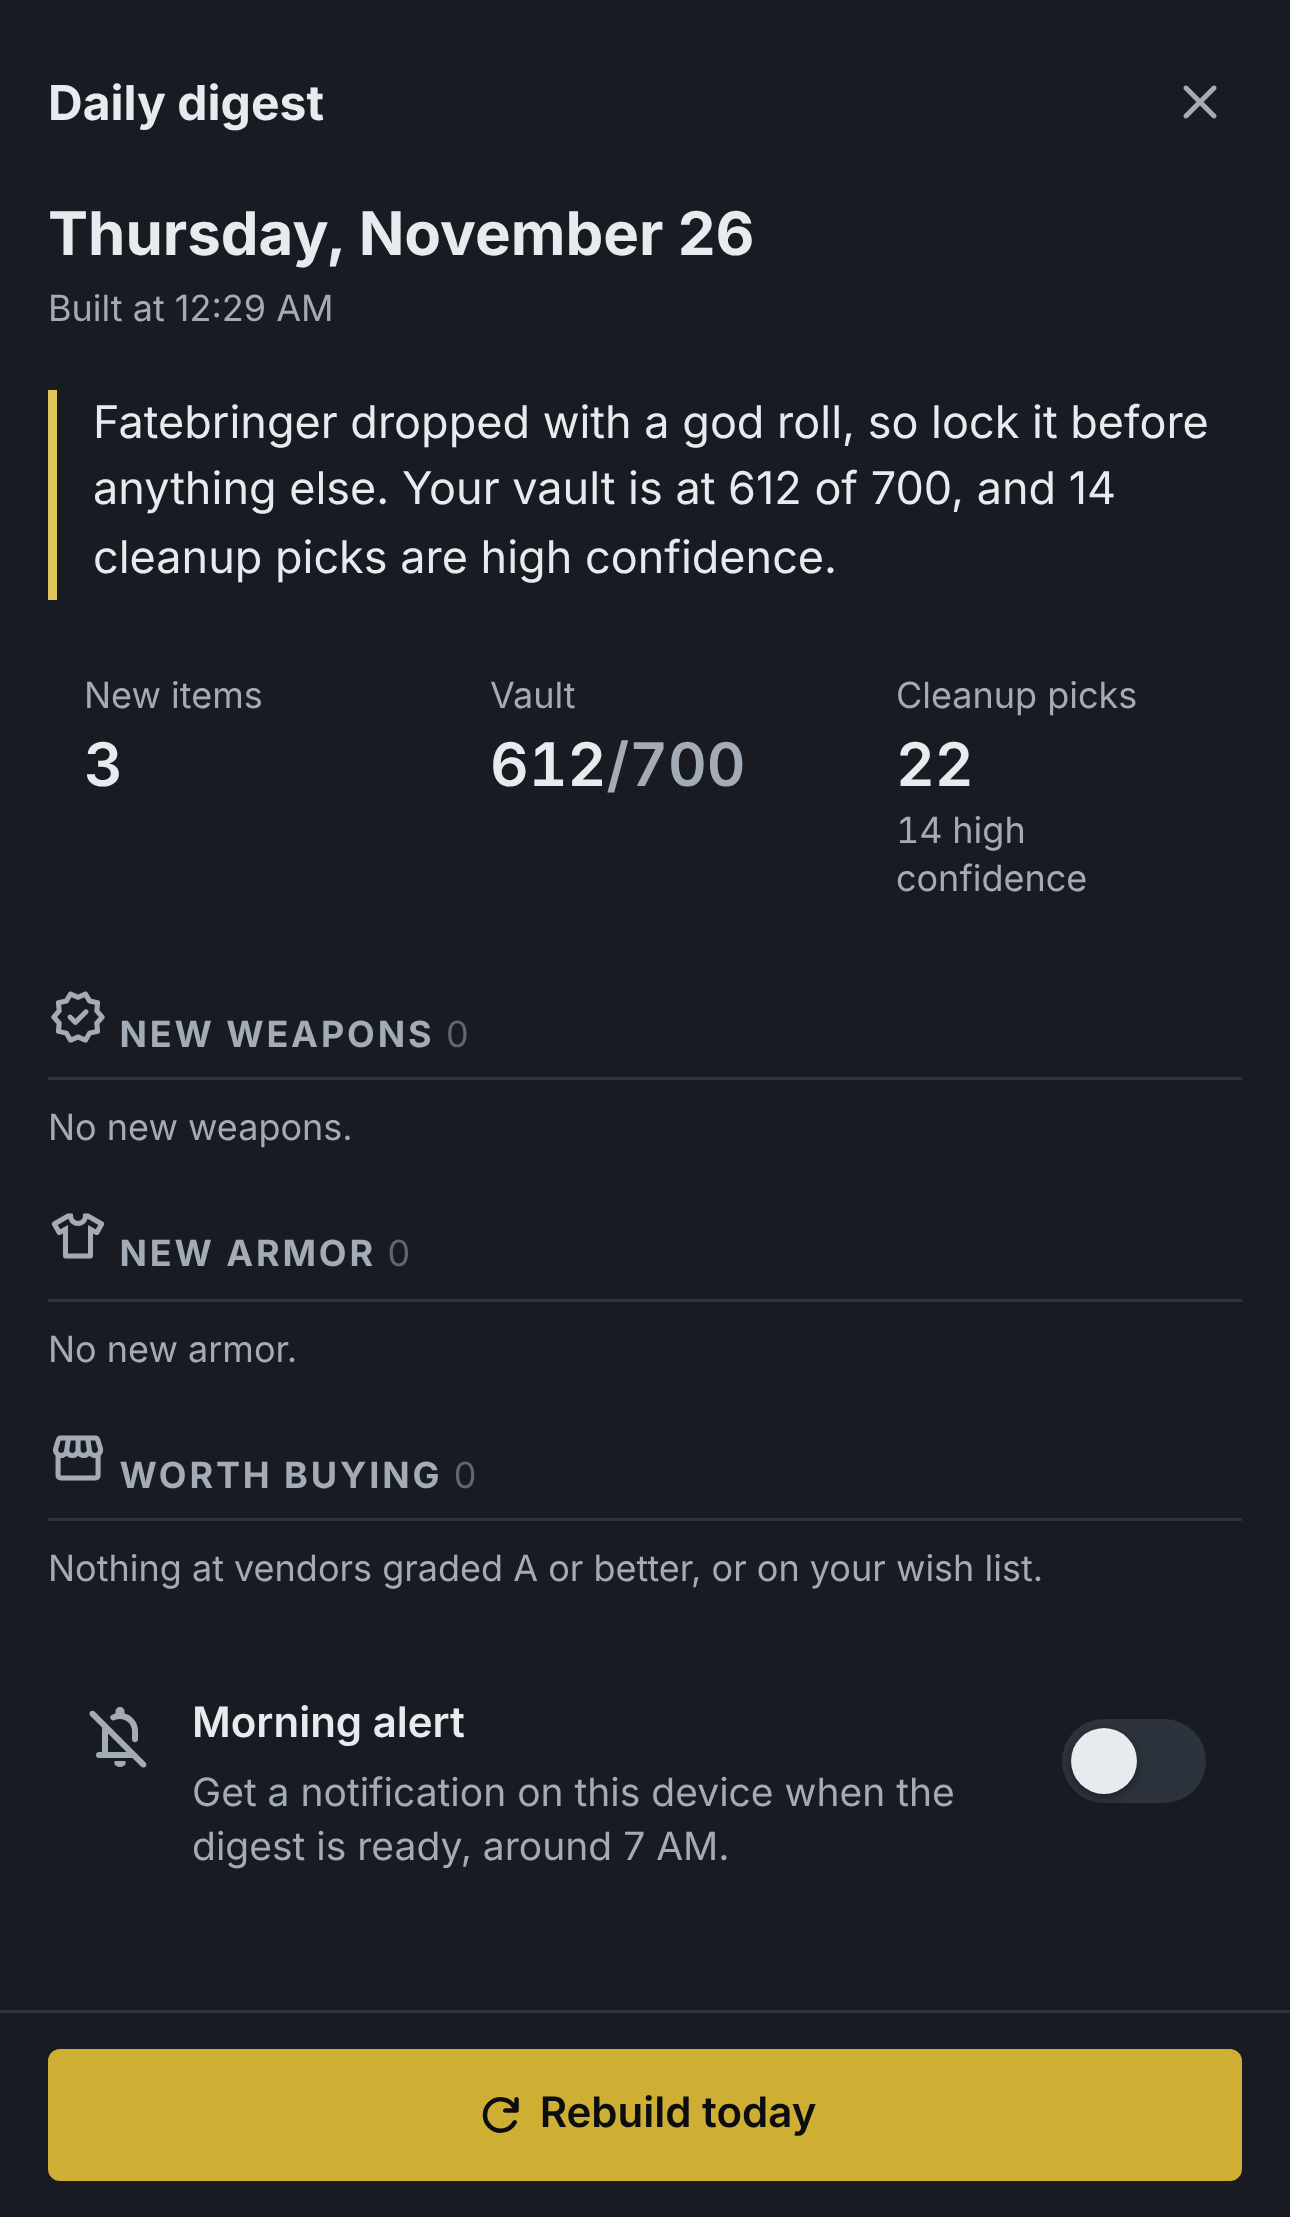 Daily digest
Thursday, November 26
Built at 12:29 AM
Fatebringer dropped with a god roll, so lock it before
anything else. Your vault is at 612 of 700, and 14
cleanup picks are high confidence.
New items
3
Vault
612/700
Cleanup picks
22
14 high
confidence
NEW WEAPONS 0
No new weapons.
NEW ARMOR 0
No new armor.
WORTH BUYING 0
Nothing at vendors graded A or better, or on your wish list.
Morning alert
Get a notification on this device when the
digest is ready, around 7 AM.
Rebuild today